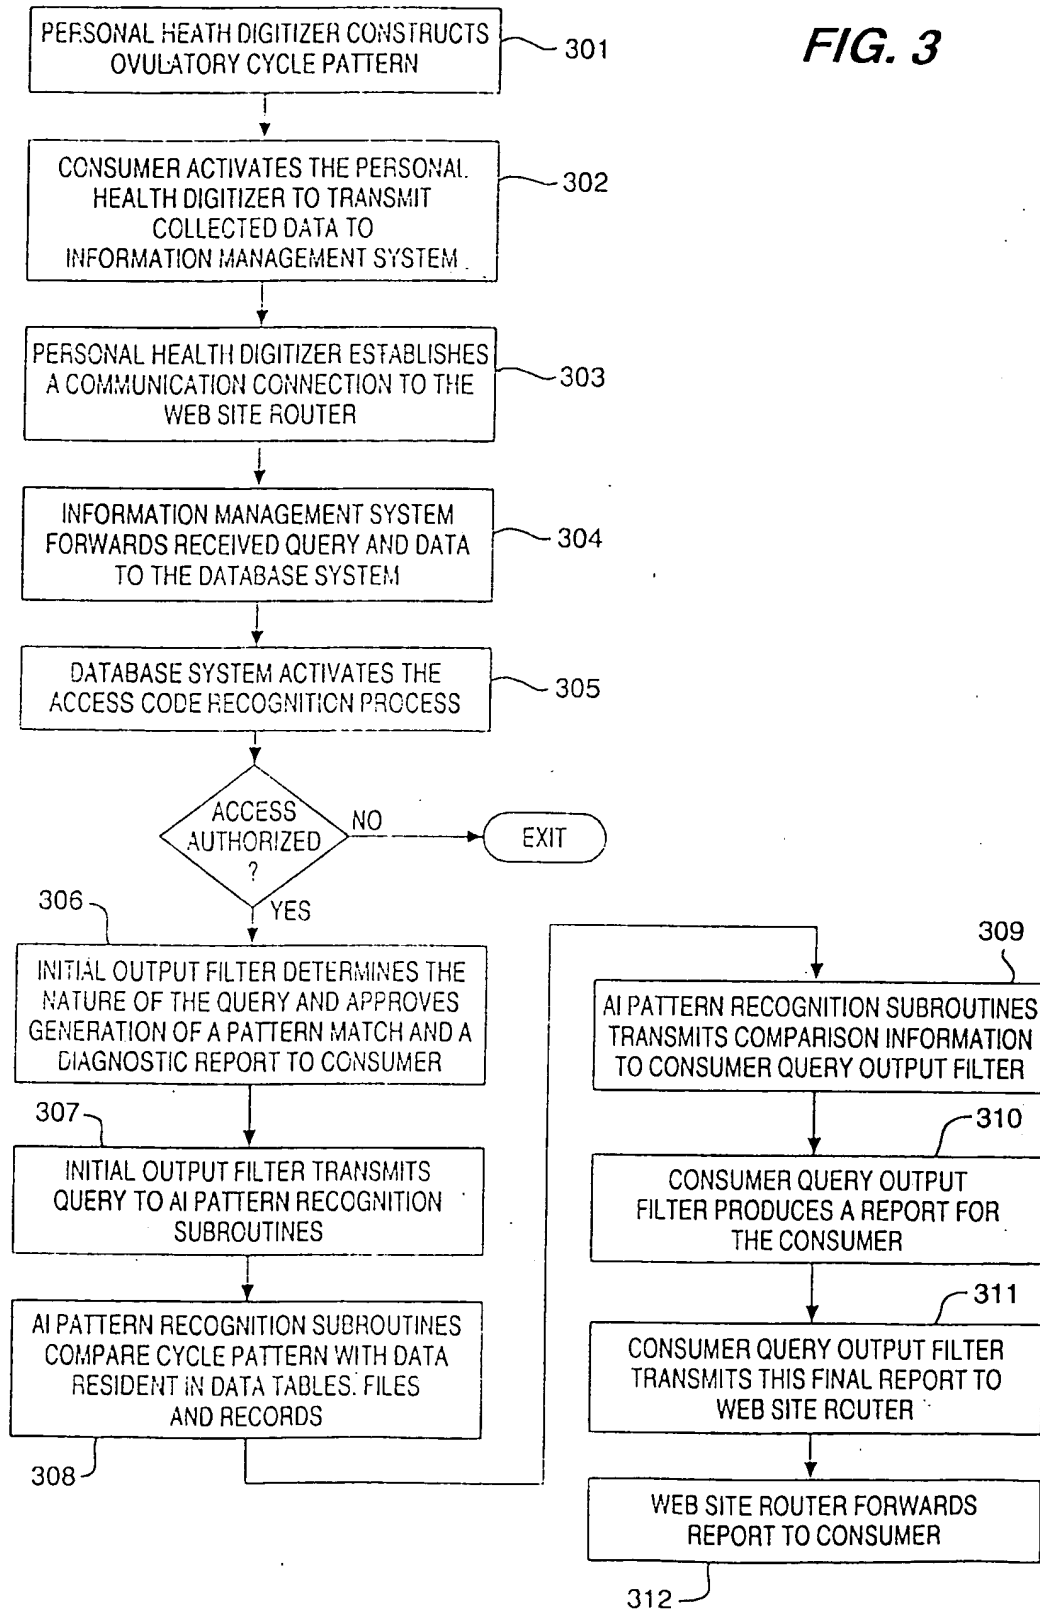 FIG. 3
PERSONAL HEATH DIGITIZER CONSTRUCTS
OVULATORY CYCLE PATTERN
301
CONSUMER ACTIVATES THE PERSONAL
HEALTH DIGITIZER TO TRANSMIT
COLLECTED DATA TO
INFORMATION MANAGEMENT SYSTEM
302
PERSONAL HEALTH DIGITIZER ESTABLISHES
A COMMUNICATION CONNECTION TO THE
WEB SITE ROUTER
303
INFORMATION MANAGEMENT SYSTEM
FORWARDS RECEIVED QUERY AND DATA
TO THE DATABASE SYSTEM
304
DATABASE SYSTEM ACTIVATES THE
ACCESS CODE RECOGNITION PROCESS
305
ACCESS
AUTHORIZED
?
NO
EXIT
YES
306
INITIAL OUTPUT FILTER DETERMINES THE
NATURE OF THE QUERY AND APPROVES
GENERATION OF A PATTERN MATCH AND A
DIAGNOSTIC REPORT TO CONSUMER
307
INITIAL OUTPUT FILTER TRANSMITS
QUERY TO AI PATTERN RECOGNITION
SUBROUTINES
AI PATTERN RECOGNITION SUBROUTINES
COMPARE CYCLE PATTERN WITH DATA
RESIDENT IN DATA TABLES, FILES
AND RECORDS
308
309
AI PATTERN RECOGNITION SUBROUTINES
TRANSMITS COMPARISON INFORMATION
TO CONSUMER QUERY OUTPUT FILTER
310
CONSUMER QUERY OUTPUT
FILTER PRODUCES A REPORT FOR
THE CONSUMER
311
CONSUMER QUERY OUTPUT FILTER
TRANSMITS THIS FINAL REPORT TO
WEB SITE ROUTER
WEB SITE ROUTER FORWARDS
REPORT TO CONSUMER
312